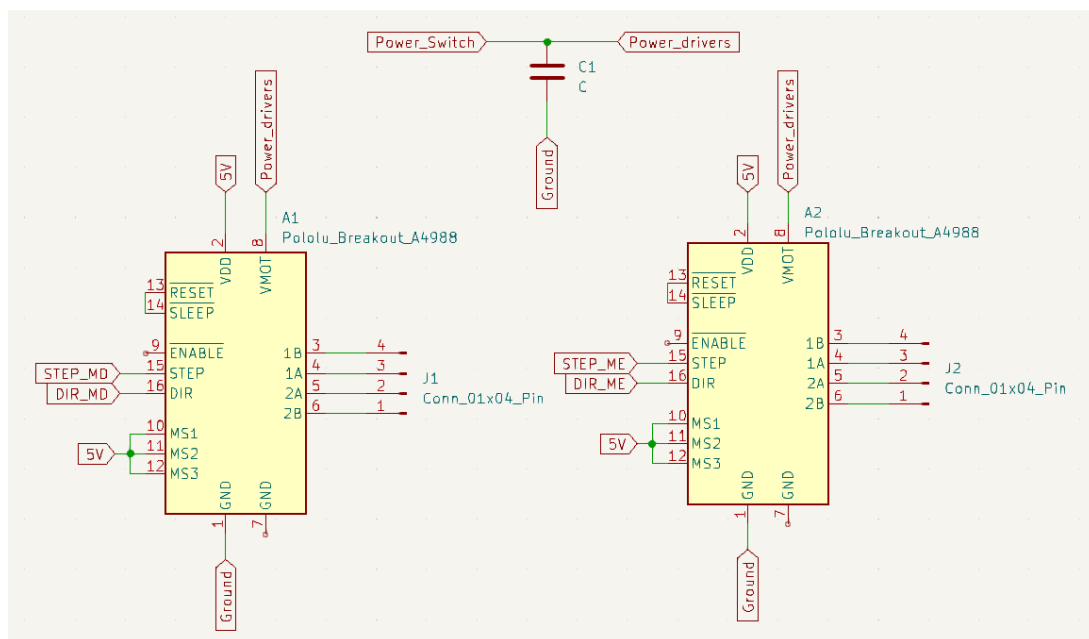 Power_Switch
Power_drivers
C1
C
Ground
5V
Power_drivers
A1
Pololu_Breakout_A4988
2
8
VDD
VMOT
13
RESET
14
SLEEP
9
ENABLE
15
STEP
16
DIR
STEP_MD
DIR_MD
1B
3
4
1A
4
3
2A
5
2
2B
6
1
J1
Conn_01x04_Pin
5V
10
MS1
11
MS2
12
MS3
GND
GND
1
7
Ground
5V
Power_drivers
A2
Pololu_Breakout_A4988
2
8
VDD
VMOT
13
RESET
14
SLEEP
9
ENABLE
15
STEP
16
DIR
STEP_ME
DIR_ME
1B
3
4
1A
4
3
2A
5
2
2B
6
1
J2
Conn_01x04_Pin
5V
10
MS1
11
MS2
12
MS3
GND
GND
1
7
Ground